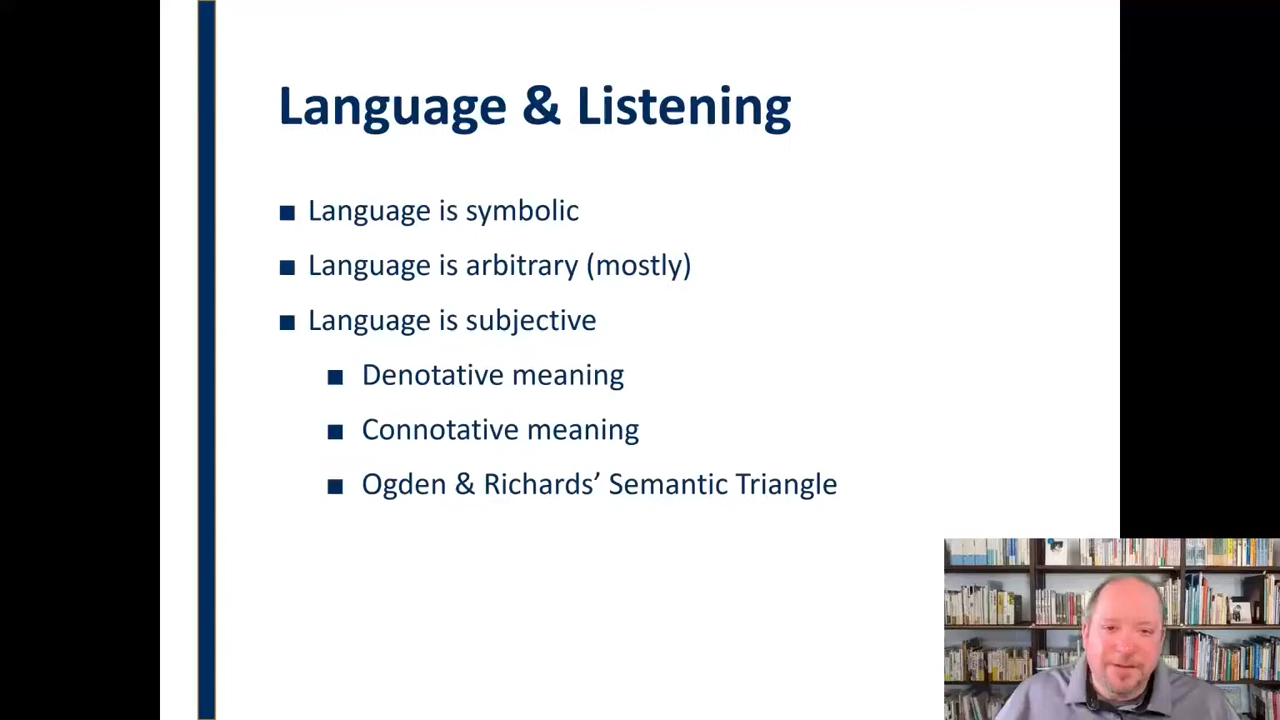 Language & Listening
■ Language is symbolic
■ Language is arbitrary (mostly)
■ Language is subjective
■ Denotative meaning
■ Connotative meaning
■ Ogden & Richards’ Semantic Triangle